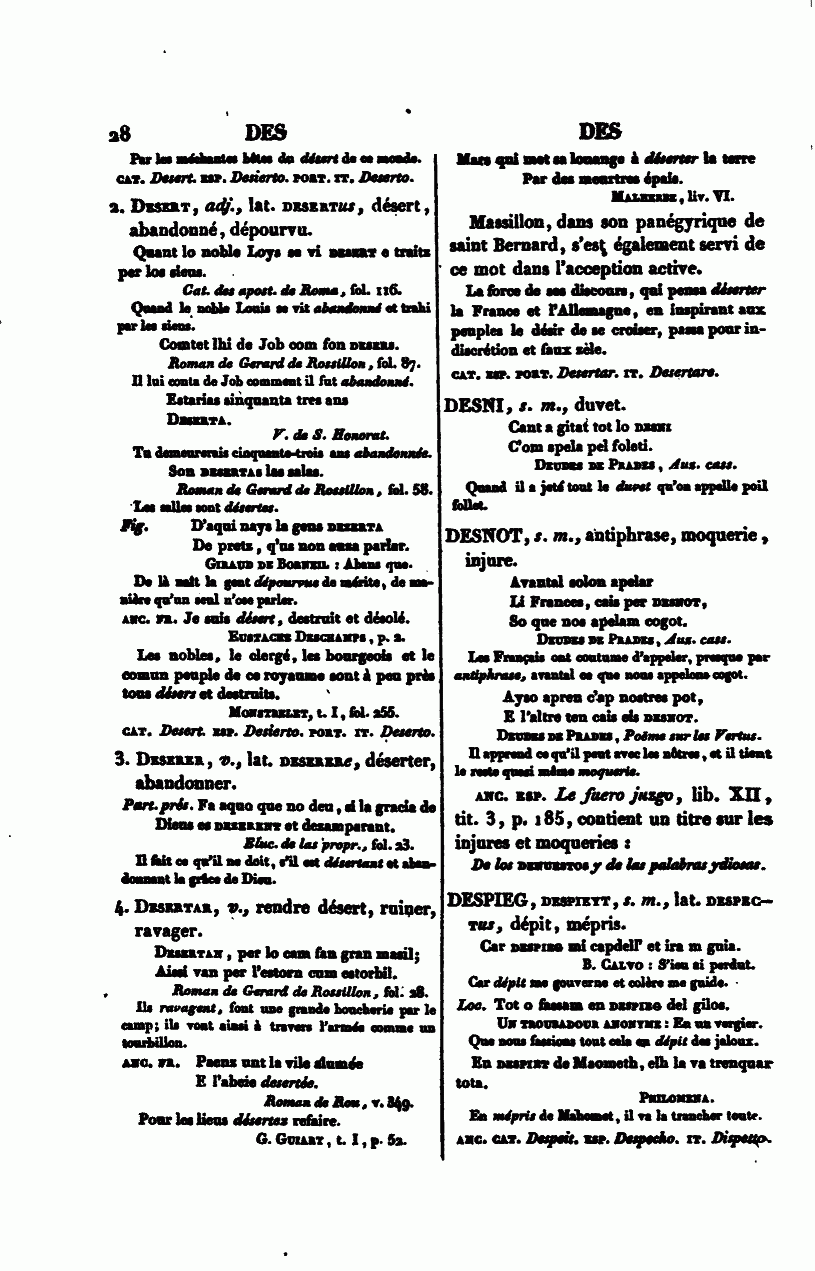 28 DES
Par les méchantes bêtes du désert de ce monde.
CAT. Desert. ESP. Desierto. PORT. IT. Deserto.
2. DESERT, adj., lat. DESERTus, désert,
abandonné, dépourvu.
Quant lo noble Loys se vi DESERT e traitz
per los siens.
Cat. dels apost. de Roma, fol. 116.
Quand le noble Louis se vit abandonné et trahi
par les siens.
Comtet lhi de Job com fon DESERS.
Roman de Gerard de Rossillon, fol. 87.
Il lui conta de Job comment il fut abandonné.
Estarias sinquanta tres ans
DESERTA.
V. de S. Honorat.
Tu demeurerais cinquante-trois ans abandonnée.
Son DESERTAS las salas.
Roman de Gerard de Rossillon, fol. 58.
Les salles sont désertes.
Fig. D'aqui nays la gens DESERTA
De pretz, q'us non ausa parlar.
GIRAUD DE BORNEIL : Abans que.
De là naît la gent dépourvue de mérite, de ma-
nière qu'un seul n'ose parler.
ANC. FR. Je suis désert, destruit et désolé.
EUSTACHE DESCHAMPS, p. 2.
Les nobles, le clergé, les bourgeois et le
comun peuple de ce royaume sont à peu près
tous désers et destruits.
MONSTRELET, t. I, fol. 255.
CAT. Desert. ESP. Desierto. PORT. IT. Deserto.
3. DESERER, v., lat. DESERERe, déserter,
abandonner.
Part. prés. Fa aquo que no deu, si la gracia de
Dieus es DESERENT et desamparant.
Eluc. de las propr., fol. 23.
Il fait ce qu'il ne doit, s'il est désertant et aban-
donnant la grâce de Dieu.
4. DESERTAR, v., rendre désert, ruiner,
ravager.
DESERTAN, per lo cam fan gran masil;
Aissi van per l'estorn cum estorbil.
Roman de Gerard de Rossillon, fol. 28.
Ils ravagent, font une grande boucherie par le
camp; ils vont ainsi à travers l'armée comme un
tourbillon.
ANC. FR. Paenz unt la vile alumée
E l'abeie desertée.
Roman de Rou, v. 349.
Pour les lieus désertez refaire.
G. GUIART, t. I, p. 52.
DES
Mars qui met sa louange à déserter la terre
Par des meurtres épais.
MALHERBE, liv. VI.
Massillon, dans son panégyrique de
saint Bernard, s'est également servi de
ce mot dans l'acception active.
La force de ses discours, qui pensa déserter
la France et l'Allemagne, en inspirant aux
peuples le désir de se croiser, passa pour in-
discrétion et faux zèle.
CAT. ESP. PORT. Desertar. IT. Desertare.
DESNI, s. m., duvet.
Cant a gitat tot lo DESNI
C'om apela pel foleti.
DEUDES DE PRADES, Aus. cass.
Quand il a jeté tout le duvet qu'on appelle poil
follet.
DESNOT, s. m., antiphrase, moquerie,
injure.
Avantal solon apelar
Li Frances, cais per DESNOT,
So que nos apelam cogot.
DEUDES DE PRADES, Aus. cass.
Les Français ont coutume d'appeler, presque par
antiphrase, avantal ce que nous appelons cogot.
Ayso apren c'ap nostres pot,
E l'altre ten cais els DESNOT.
DEUDES DE PRADES, Poëme sur les Vertus.
Il apprend ce qu'il peut avec les nôtres, et il tient
le reste quasi même moquerie.
ANC. ESP. Le fuero juzgo, lib. XII,
tit. 3, p. 185, contient un titre sur les
injures et moqueries :
De los DENUESTOS y de las palabras ydiosas.
DESPIEG, DESPIEYT, s. m., lat. DESPEC-
TUS, dépit, mépris.
Car DESPIEG mi capdell' et ira m guia.
B. CALVO : S'ieu ai perdut.
Car dépit me gouverne et colère me guide.
Loc. Tot o fassam en DESPIEG del gilos.
UN TROUBADOUR ANONYME : En un vergier.
Que nous fassions tout cela en dépit des jaloux.
En DESPIET de Maometh, elh la va trenquar
tota.
PHILOMENA.
En mépris de Mahomet, il va la trancher toute.
ANC. CAT. Despeit. ESP. Despecho. IT. Dispetto.